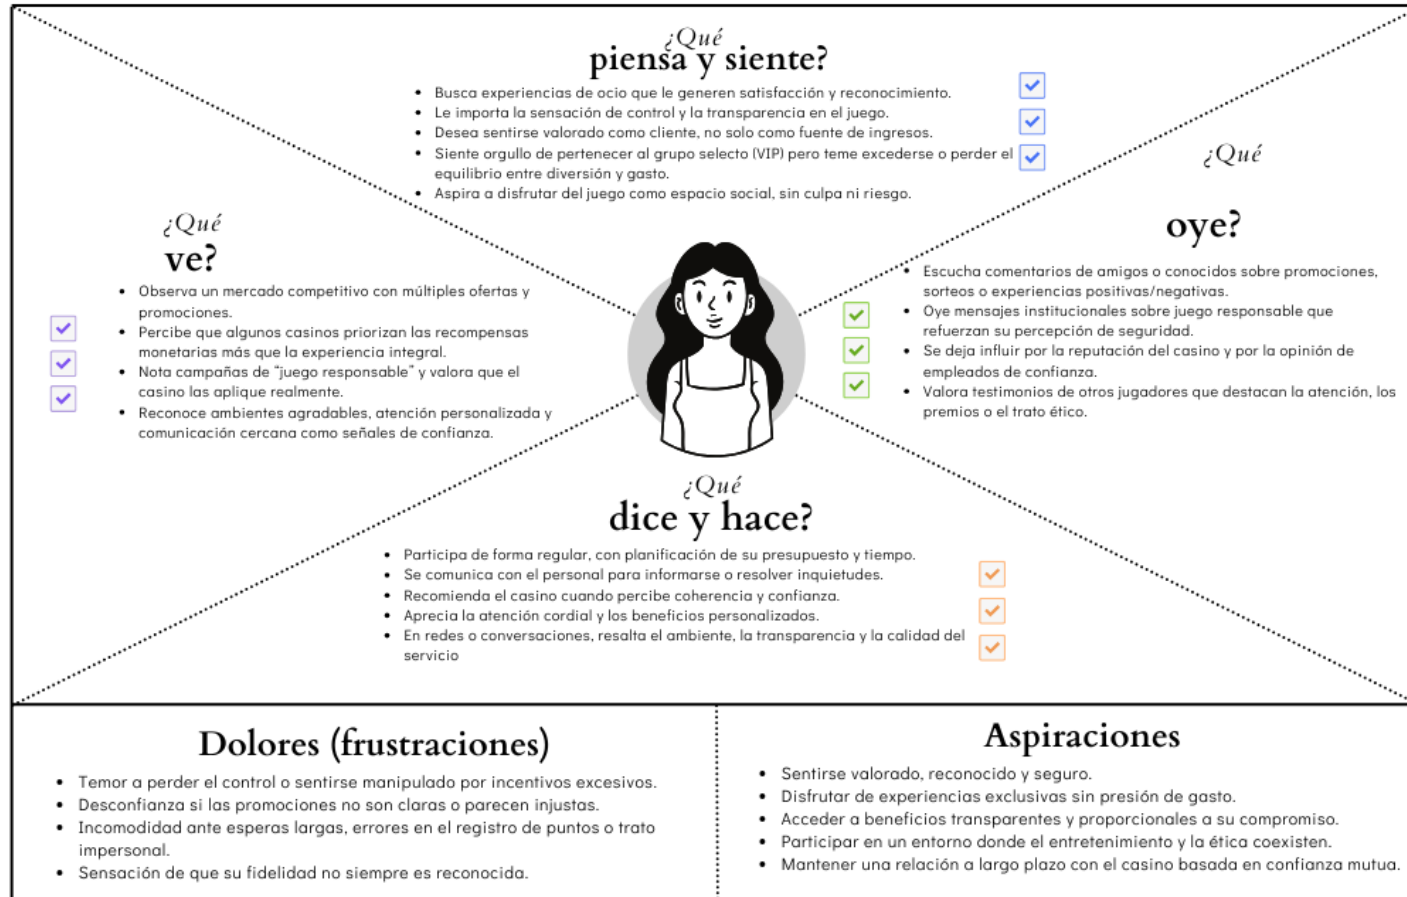 ¿Qué
piensa y siente?
Busca experiencias de ocio que le generen satisfacción y reconocimiento.
Le importa la sensación de control y la transparencia en el juego.
Desea sentirse valorado como cliente, no solo como fuente de ingresos.
Siente orgullo de pertenecer al grupo selecto (VIP) pero teme excederse o perder el
equilibrio entre diversión y gasto.
Aspira a disfrutar del juego como espacio social, sin culpa ni riesgo.
¿Qué
ve?
Observa un mercado competitivo con múltiples ofertas y
promociones.
Percibe que algunos casinos priorizan las recompensas
monetarias más que la experiencia integral.
Nota campañas de "juego responsable" y valora que el
casino las aplique realmente.
Reconoce ambientes agradables, atención personalizada y
comunicación cercana como señales de confianza.
¿Qué
oye?
Escucha comentarios de amigos o conocidos sobre promociones,
sorteos o experiencias positivas/negativas.
Oye mensajes institucionales sobre juego responsable que
refuerzan su percepción de seguridad.
Se deja influir por la reputación del casino y por la opinión de
empleados de confianza.
Valora testimonios de otros jugadores que destacan la atención, los
premios o el trato ético.
¿Qué
dice y hace?
Participa de forma regular, con planificación de su presupuesto y tiempo.
Se comunica con el personal para informarse o resolver inquietudes.
Recomienda el casino cuando percibe coherencia y confianza.
Aprecia la atención cordial y los beneficios personalizados.
En redes o conversaciones, resalta el ambiente, la transparencia y la calidad del
servicio
Dolores (frustraciones)
Temor a perder el control o sentirse manipulado por incentivos excesivos.
Desconfianza si las promociones no son claras o parecen injustas.
Incomodidad ante esperas largas, errores en el registro de puntos o trato
impersonal.
Sensación de que su fidelidad no siempre es reconocida.
Aspiraciones
Sentirse valorado, reconocido y seguro.
Disfrutar de experiencias exclusivas sin presión de gasto.
Acceder a beneficios transparentes y proporcionales a su compromiso.
Participar en un entorno donde el entretenimiento y la ética coexisten.
Mantener una relación a largo plazo con el casino basada en confianza mutua.